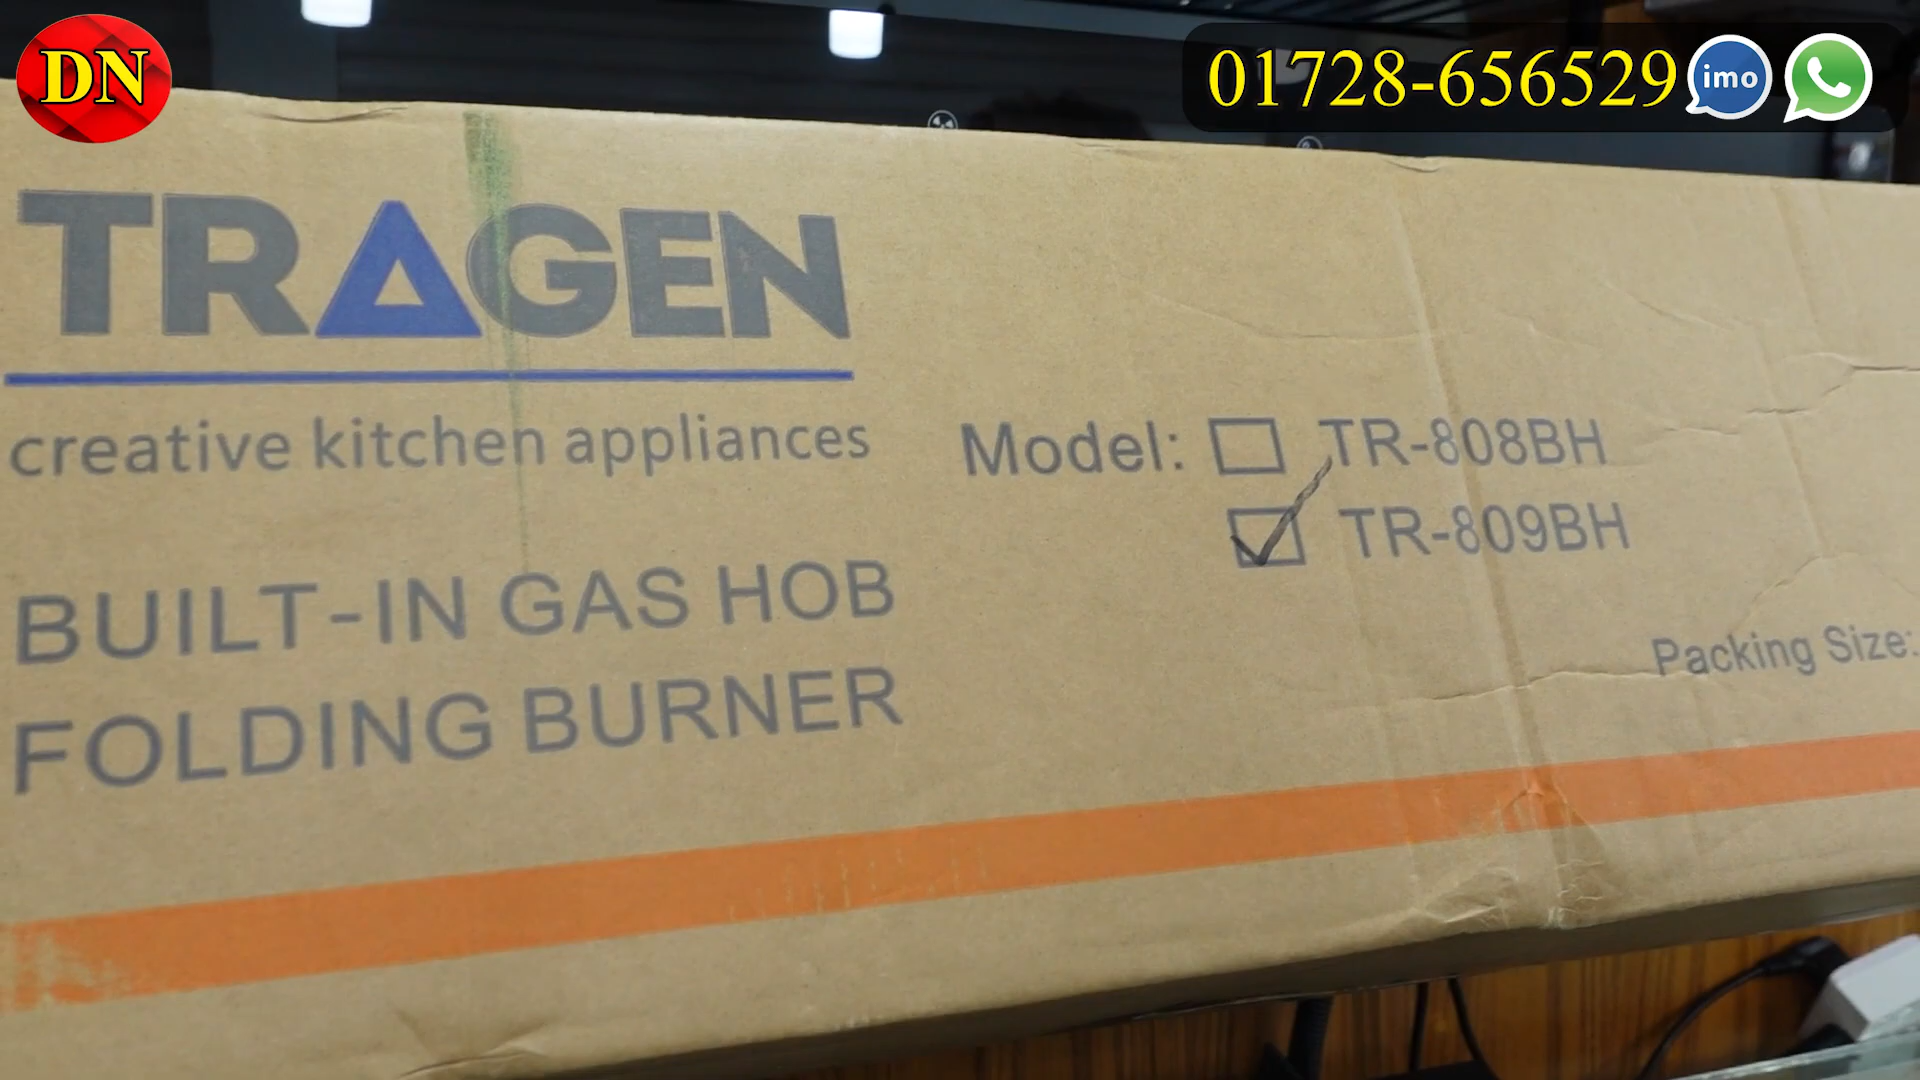 DN
01728-656529 imo
TRAGEN
creative kitchen appliances
Model: TR-808BH
TR-809BH
BUILT-IN GAS HOB
FOLDING BURNER
Packing Size: